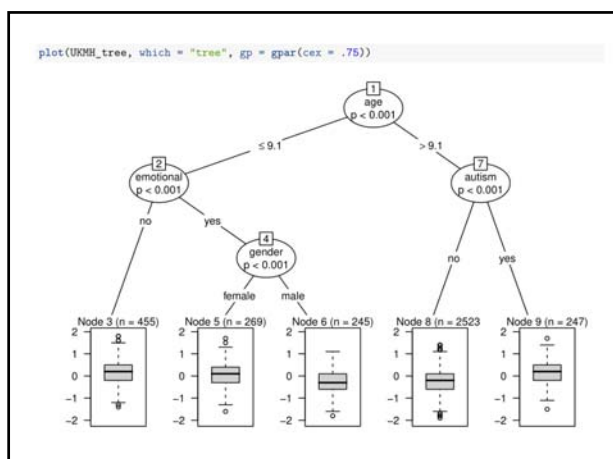 plot(UKMH_tree, which = "tree", gp = gpar(cex = .75))
1
age
p < 0.001
≤ 9.1
> 9.1
2
emotional
p < 0.001
7
autism
p < 0.001
no
yes
4
gender
p < 0.001
no
yes
female
male
Node 3 (n = 455)
Node 5 (n = 269)
Node 6 (n = 245)
Node 8 (n = 2523
Node 9 (n = 247)
2
1
0
−1
−2
2
1
0
−1
−2
2
1
0
−1
−2
2
1
0
−1
−2
2
1
0
−1
−2